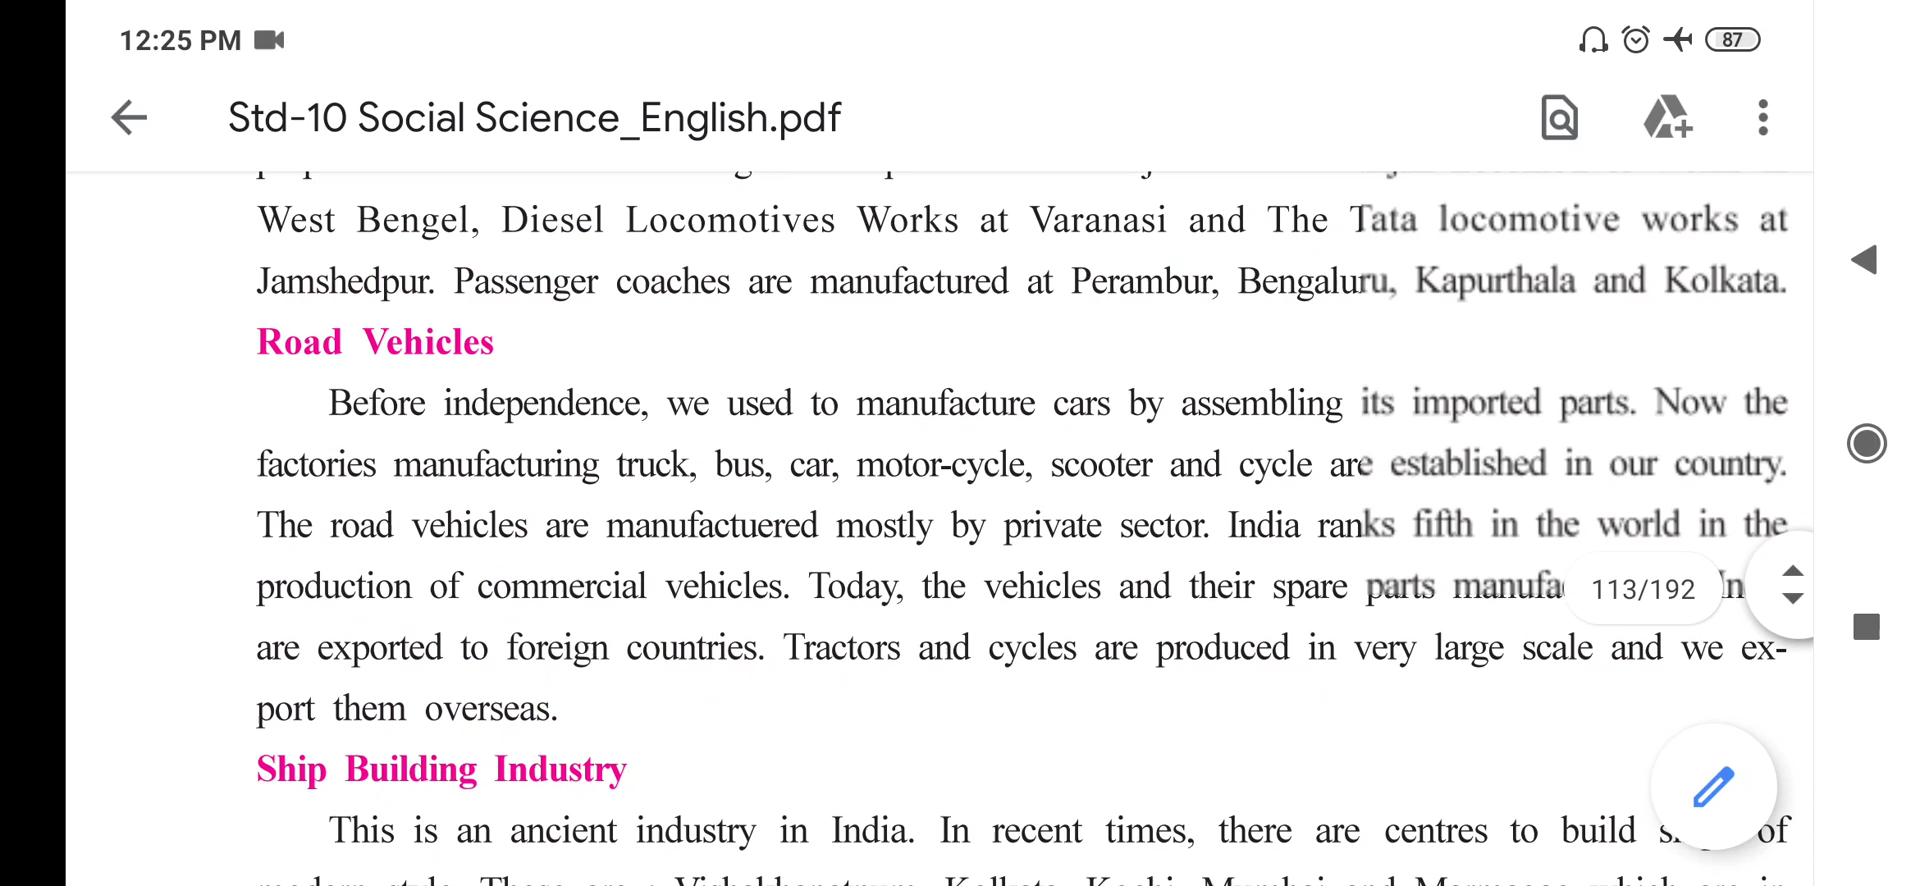 12:25 PM
87
Std-10 Social Science_English.pdf
West Bengel, Diesel Locomotives Works at Varanasi and The Tata locomotive works at
Jamshedpur. Passenger coaches are manufactured at Perambur, Bengaluru, Kapurthala and Kolkata.
Road Vehicles
Before independence, we used to manufacture cars by assembling its imported parts. Now the
factories manufacturing truck, bus, car, motor-cycle, scooter and cycle are established in our country.
The road vehicles are manufactuered mostly by private sector. India ranks fifth in the world in the
production of commercial vehicles. Today, the vehicles and their spare parts
113/192
are exported to foreign countries. Tractors and cycles are produced in very large scale and we ex-
port them overseas.
Ship Building Industry
This is an ancient industry in India. In recent times, there are centres to build of